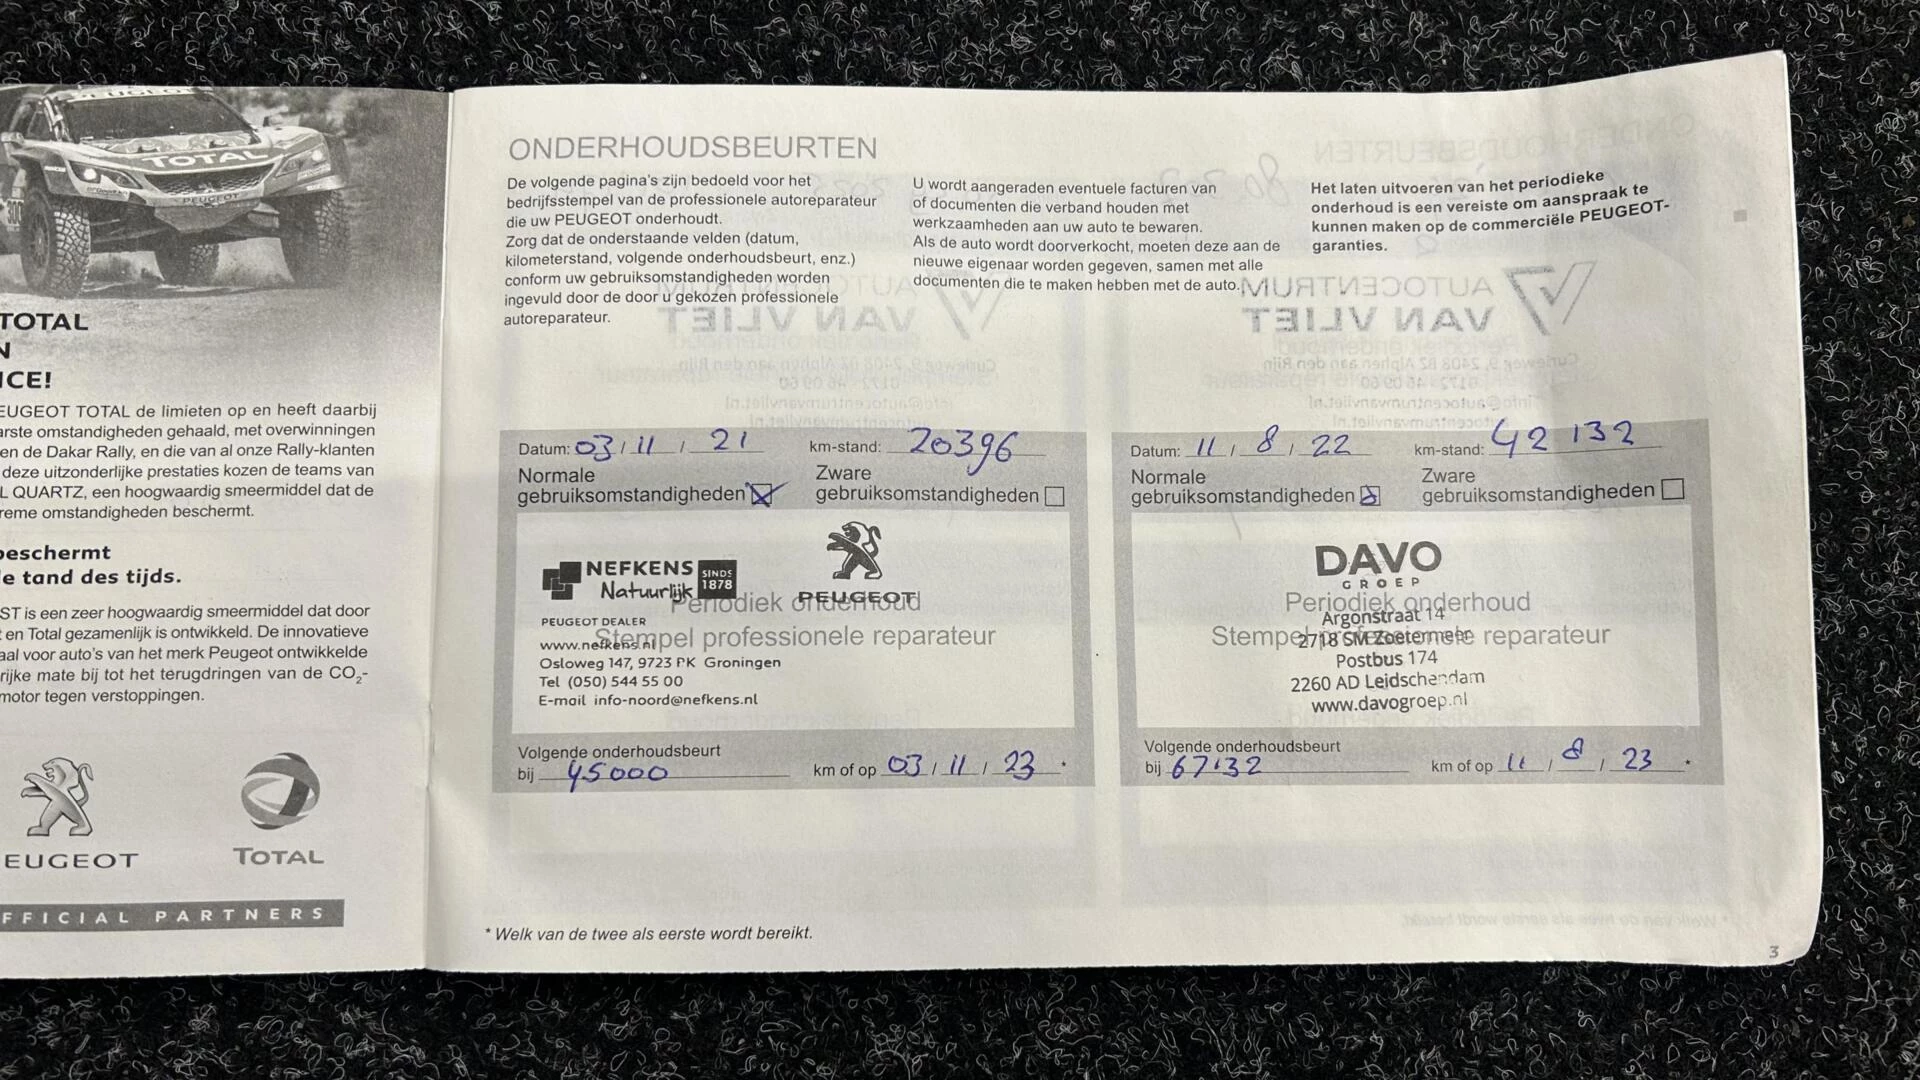 PEUGEOT
TOTAL
PEUGEOT
TOTAL
N
ICE!
EUGEOT TOTAL de limieten op en heeft daarbij
arste omstandigheden gehaald, met overwinningen
en de Dakar Rally, en die van al onze Rally-klanten
deze uitzonderlijke prestaties kozen de teams van
L QUARTZ, een hoogwaardig smeermiddel dat de
reme omstandigheden beschermt.
beschermt
le tand des tijds.
ST is een zeer hoogwaardig smeermiddel dat door
t en Total gezamenlijk is ontwikkeld. De innovatieve
aal voor auto's van het merk Peugeot ontwikkelde
rijke mate bij tot het terugdringen van de CO₂-
motor tegen verstoppingen.
EUGEOT
TOTAL
FFICIAL PARTNERS
ONDERHOUDSBEURTEN
De volgende pagina's zijn bedoeld voor het
bedrijfsstempel van de professionele autoreparateur
die uw PEUGEOT onderhoudt.
Zorg dat de onderstaande velden (datum,
kilometerstand, volgende onderhoudsbeurt, enz.)
conform uw gebruiksomstandigheden worden
ingevuld door de door u gekozen professionele
autoreparateur.
U wordt aangeraden eventuele facturen van
of documenten die verband houden met
werkzaamheden aan uw auto te bewaren.
Als de auto wordt doorverkocht, moeten deze aan de
nieuwe eigenaar worden gegeven, samen met alle
documenten die te maken hebben met de auto.
Het laten uitvoeren van het periodieke
onderhoud is een vereiste om aanspraak te
kunnen maken op de commerciële PEUGEOT-
garanties.
Datum: 03 / 11 / 21 km-stand: 20396
Normale
gebruiksomstandigheden
Zware
gebruiksomstandigheden
NEFKENS SINDS 1878
Natuurlijk
PEUGEOT
Periodiek onderhoud
Stempel professionele reparateur
PEUGEOT DEALER
www.nefkens.nl
Osloweg 147, 9723 PK Groningen
Tel (050) 544 55 00
E-mail info-noord@nefkens.nl
Volgende onderhoudsbeurt
bij 45000 km of op 03 / 11 / 23 *
Datum: 11 / 8 / 22 km-stand: 42 132
Normale
gebruiksomstandigheden
Zware
gebruiksomstandigheden
DAVO
GROEP
Periodiek onderhoud
Stempel professionele reparateur
Argonstraat 14
2718 SM Zoetermeer
Postbus 174
2260 AD Leidschendam
www.davogroep.nl
Volgende onderhoudsbeurt
bij 67132 km of op 11 / 8 / 23 *
* Welk van de twee als eerste wordt bereikt.
3